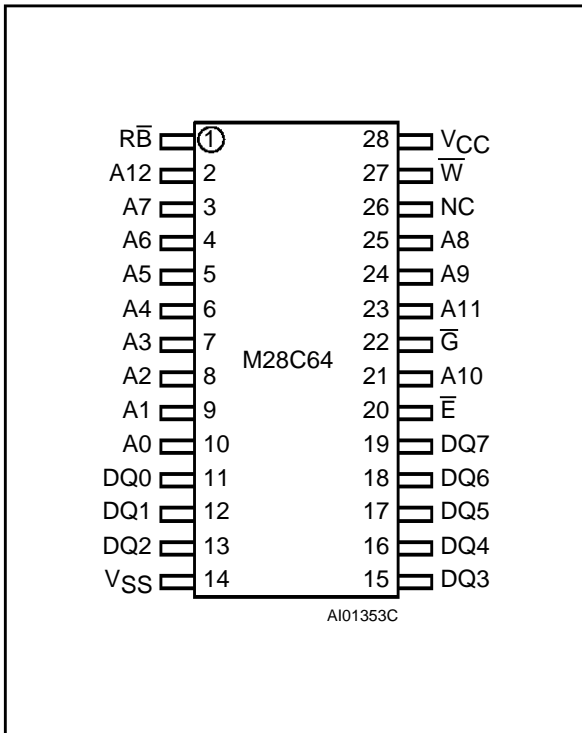 RB̅ 1 28 VCC
A12 2 27 W̅
A7 3 26 NC
A6 4 25 A8
A5 5 24 A9
A4 6 23 A11
A3 7 22 G̅
M28C64
A2 8 21 A10
A1 9 20 E̅
A0 10 19 DQ7
DQ0 11 18 DQ6
DQ1 12 17 DQ5
DQ2 13 16 DQ4
VSS 14 15 DQ3
AI01353C